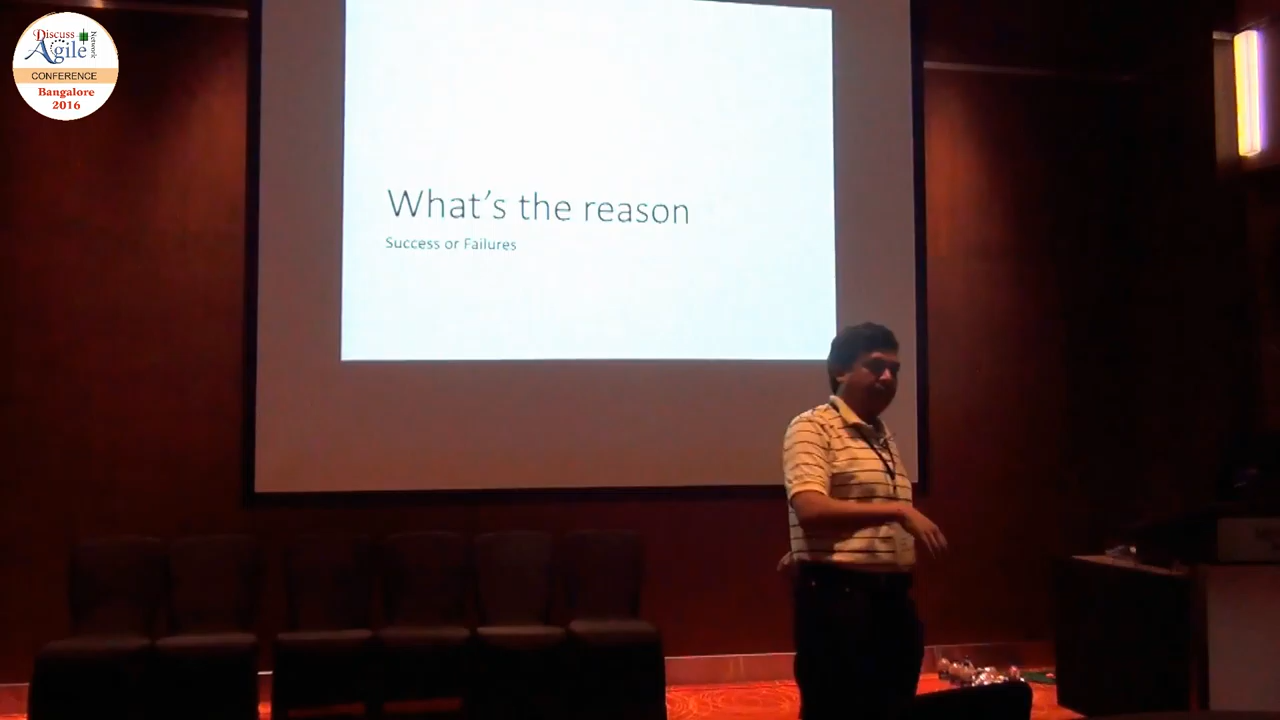 Discuss
Agile
Network
CONFERENCE
Bangalore
2016
What's the reason
Success or Failures